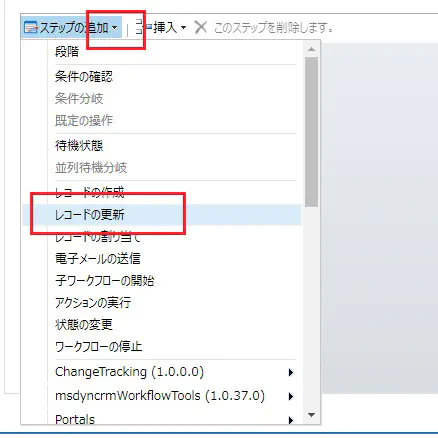 ステップの追加 挿入 このステップを削除します。
段階
条件の確認
条件分岐
既定の操作
待機状態
並列待機分岐
レコードの作成
レコードの更新
レコードの割り当て
電子メールの送信
子ワークフローの開始
アクションの実行
状態の変更
ワークフローの停止
ChangeTracking (1.0.0.0)
msdyncrmWorkflowTools (1.0.37.0)
Portals